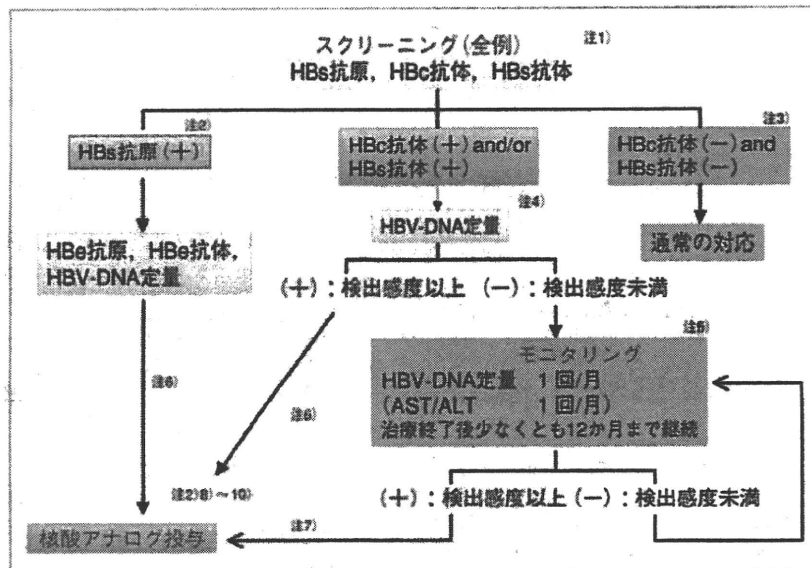 スクリーニング(全例) 注1)
HBs抗原, HBc抗体, HBs抗体
注2)
HBs抗原(+)
HBc抗体(+)and/or
HBs抗体(+)
注3)
HBc抗体(−)and
HBs抗体(−)
注4)
HBV-DNA定量
通常の対応
HBe抗原, HBe抗体,
HBV-DNA定量
(+):検出感度以上 (−):検出感度未満
注5)
モニタリング
HBV-DNA定量 1回/月
(AST/ALT 1回/月)
治療終了後少なくとも12か月まで継続
注6)
注6)
注2)8)~10)
(+):検出感度以上 (−):検出感度未満
注7)
核酸アナログ投与